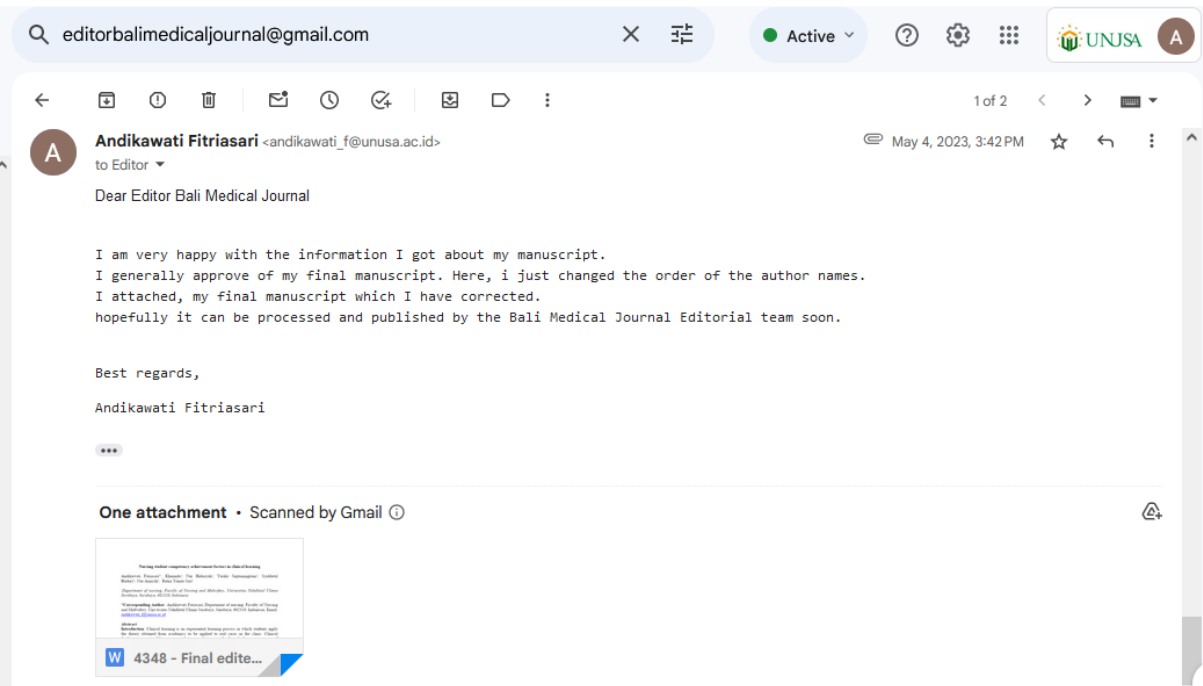 editorbalimedicaljournal@gmail.com
Active
UNUSA
A
1 of 2
A
Andikawati Fitriasari <andikawati_f@unusa.ac.id>
May 4, 2023, 3:42 PM
to Editor
Dear Editor Bali Medical Journal
I am very happy with the information I got about my manuscript.
I generally approve of my final manuscript. Here, i just changed the order of the author names.
I attached, my final manuscript which I have corrected.
hopefully it can be processed and published by the Bali Medical Journal Editorial team soon.
Best regards,
Andikawati Fitriasari
One attachment • Scanned by Gmail
Nursing student competency achievement factors in clinical learning
Abstract
W 4348 - Final edite...